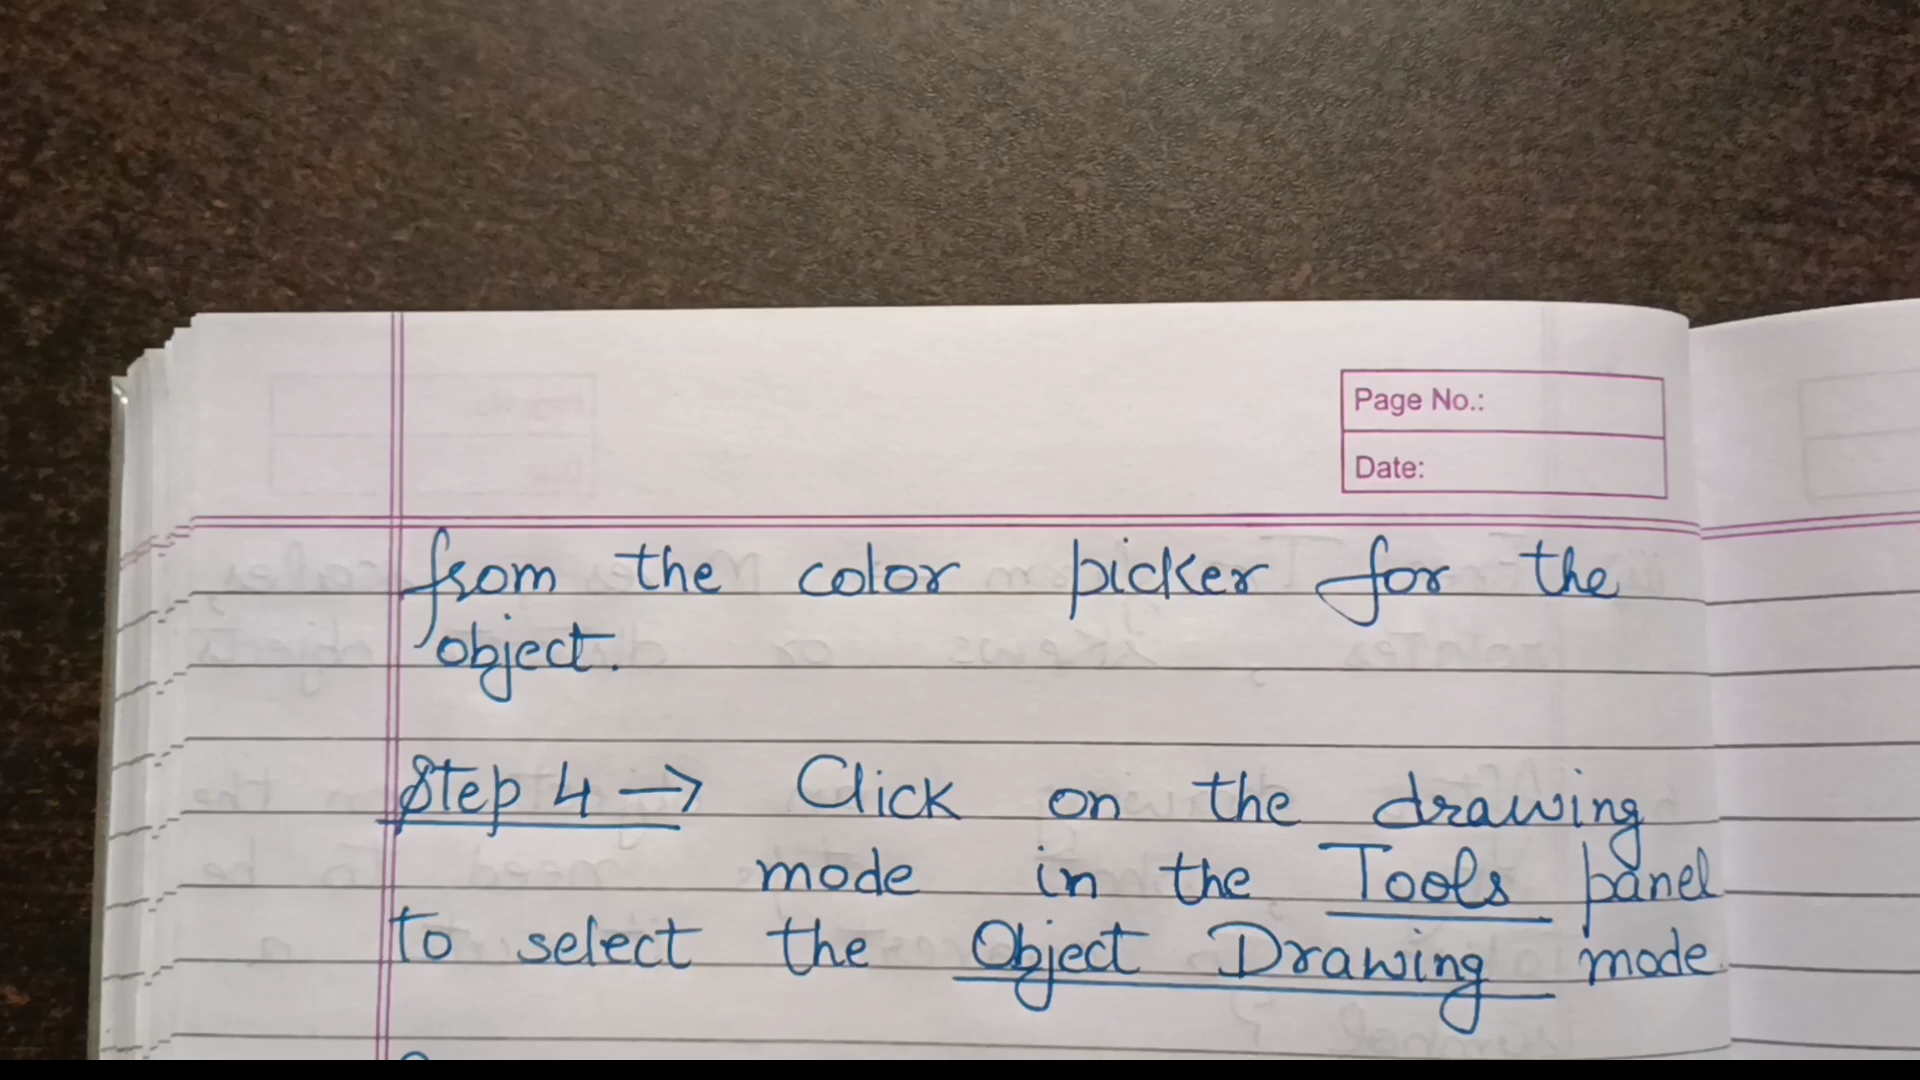 Page No.:
Date:
from the color picker for the
object.
Step 4 → Click on the drawing
mode in the Tools panel
to select the Object Drawing mode